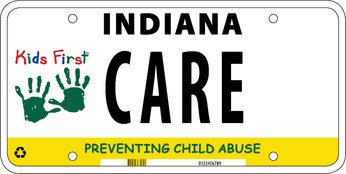 INDIANA
Kids First
CARE
PREVENTING CHILD ABUSE
0123456789